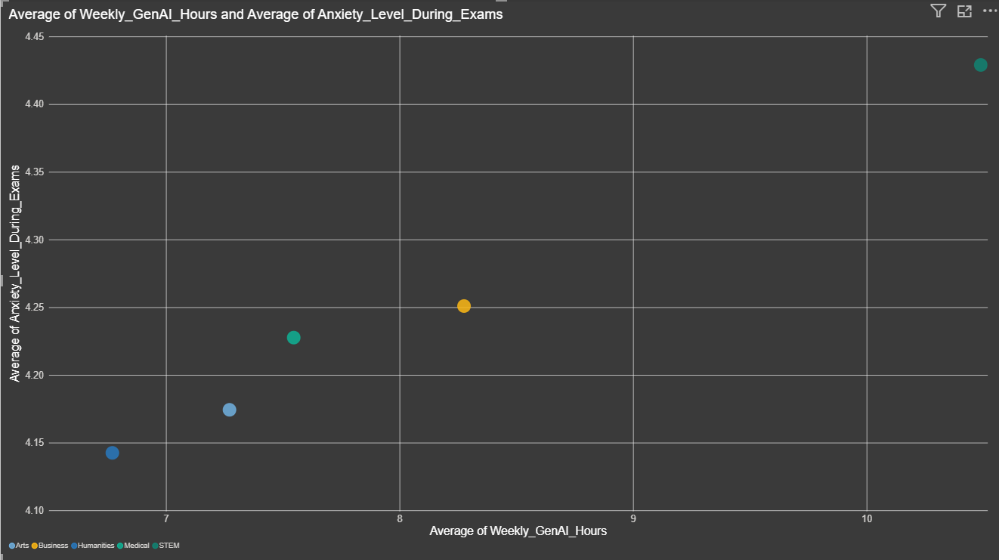 Average of Weekly_GenAI_Hours and Average of Anxiety_Level_During_Exams
4.45
4.40
4.35
4.30
4.25
4.20
4.15
4.10
Average of Anxiety_Level_During_Exams
7 8 9 10
Average of Weekly_GenAI_Hours
Arts Business Humanities Medical STEM